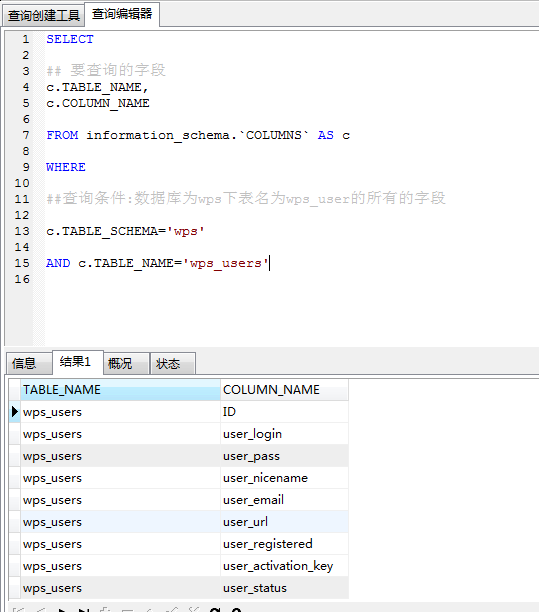 查询创建工具 查询编辑器
1 SELECT
2
3 ## 要查询的字段
4 c.TABLE_NAME,
5 c.COLUMN_NAME
6
7 FROM information_schema.`COLUMNS` AS c
8
9 WHERE
10
11 ##查询条件:数据库为wps下表名为wps_user的所有的字段
12
13 c.TABLE_SCHEMA='wps'
14
15 AND c.TABLE_NAME='wps_users'
16
信息 结果1 概况 状态
TABLE_NAME COLUMN_NAME
wps_users ID
wps_users user_login
wps_users user_pass
wps_users user_nicename
wps_users user_email
wps_users user_url
wps_users user_registered
wps_users user_activation_key
wps_users user_status